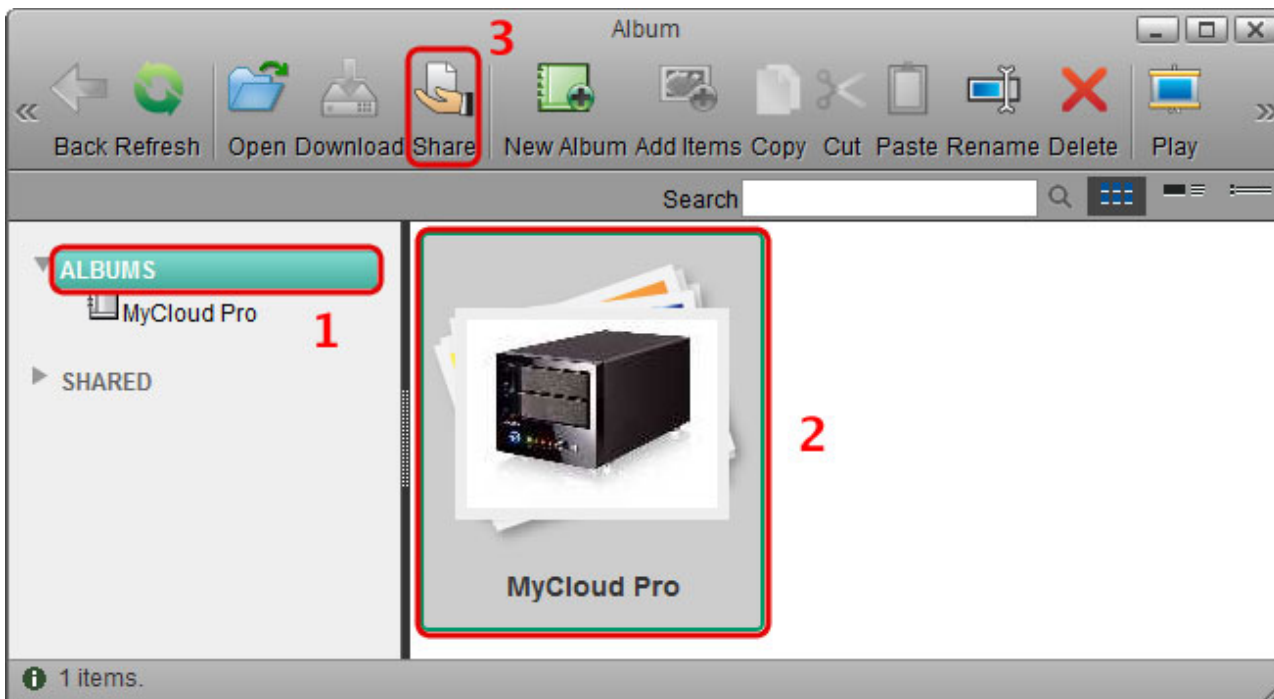 Album
3
Back Refresh Open Download Share New Album Add Items Copy Cut Paste Rename Delete Play
Search
ALBUMS
MyCloud Pro
1
SHARED
2
MyCloud Pro
1 items.